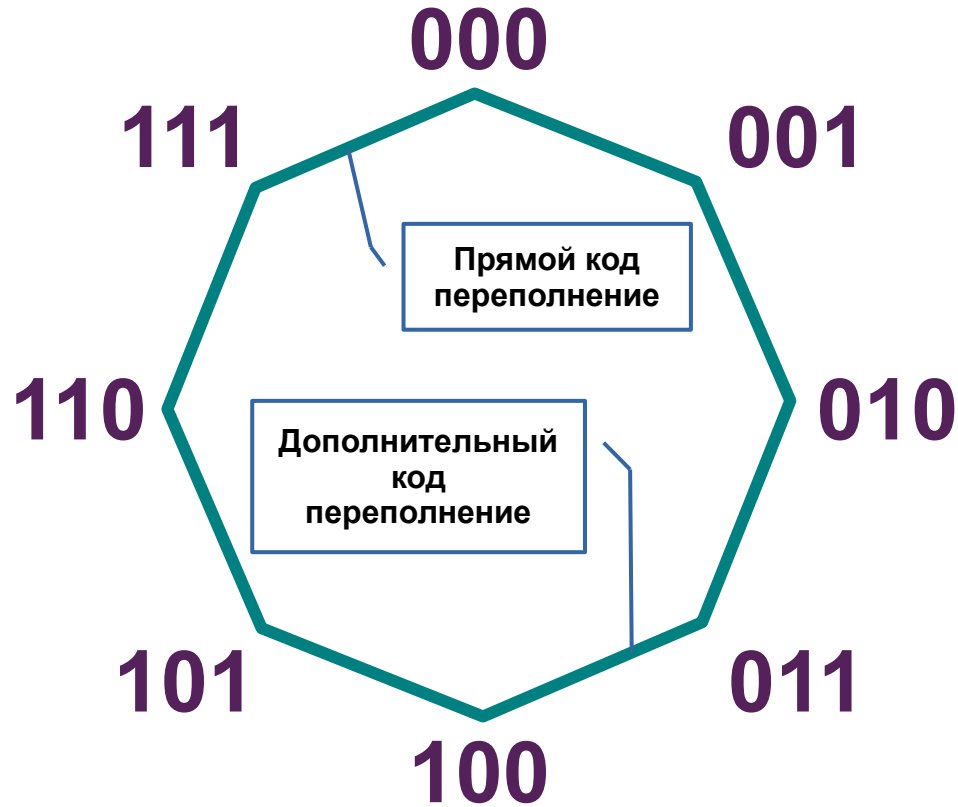 000
111
001
Прямой код
переполнение
110
010
Дополнительный
код
переполнение
101
011
100